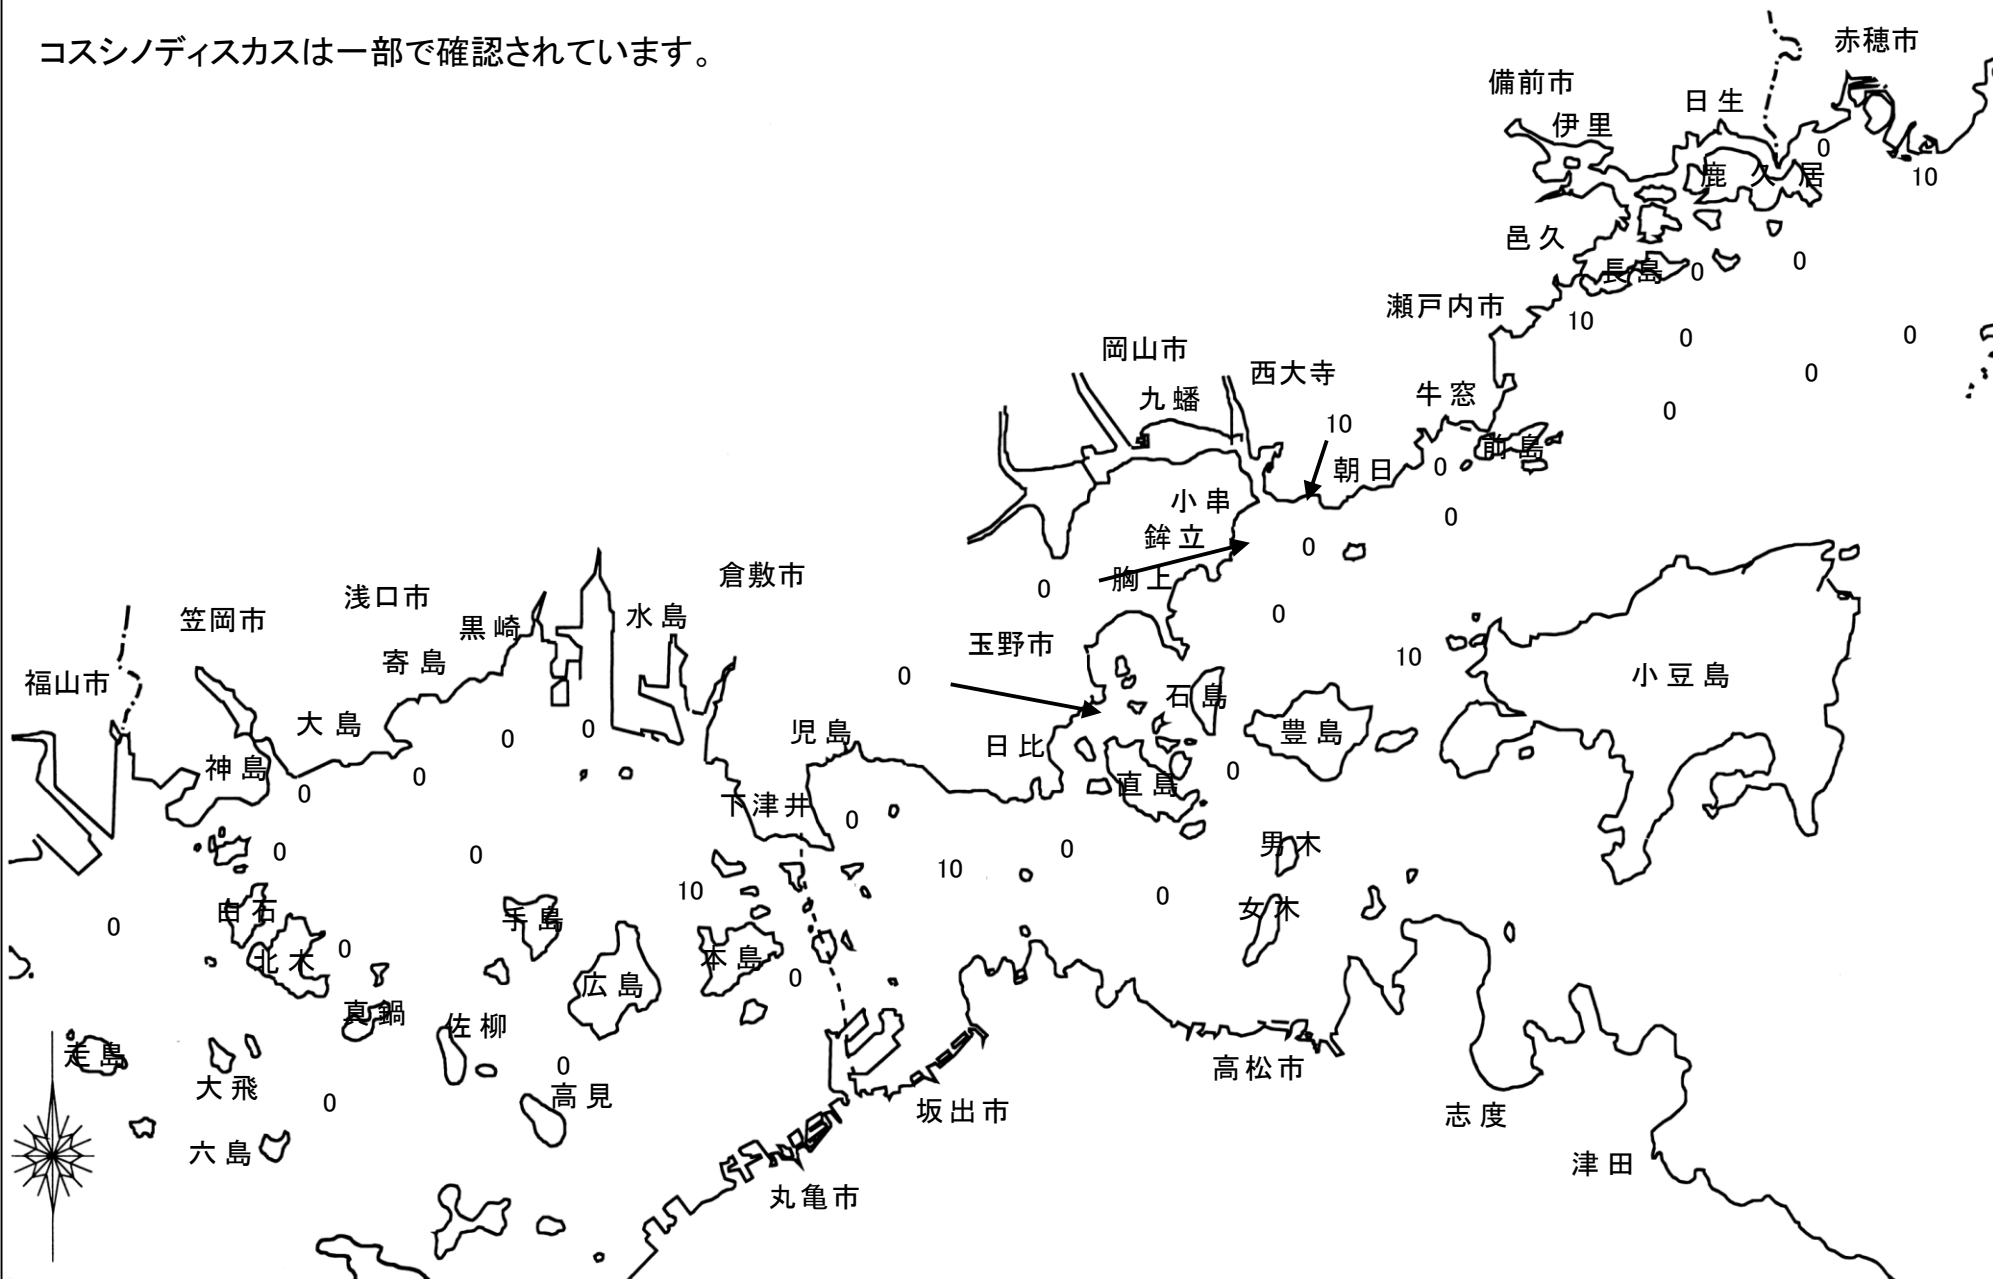 コスシノディスカスは一部で確認されています。
赤穂市
備前市
日生
伊里
0
鹿久居
10
邑久
0
長島
0
瀬戸内市
10
0
0
岡山市
西大寺
0
九蟠
牛窓
0
10
前島
朝日
0
小串
0
鉾立
0
胸上
0
倉敷市
浅口市
水島
0
笠岡市
黒崎
玉野市
10
寄島
0
小豆島
福山市
石島
大島
0
児島
豊島
0
日比
神島
0
0
直島
0
下津井
0
男木
0
0
0
10
10
0
女木
白石
手島
0
0
北木
本島
0
広島
真鍋
佐柳
走島
0
高松市
大飛
高見
0
坂出市
志度
六島
津田
丸亀市